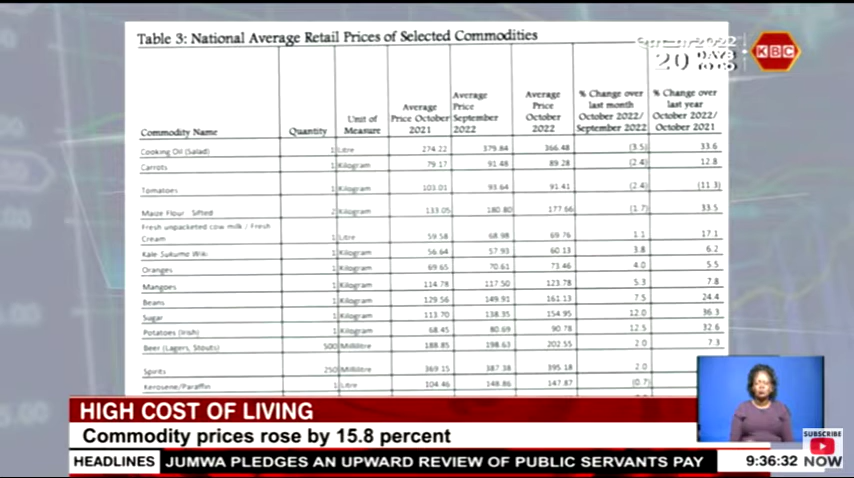 Table 3: National Average Retail Prices of Selected Commodities
2022
20 DAYS TO GO
KBC
Commodity Name Quantity Unit of Measure Average Price October 2021 Average Price September 2022 Average Price October 2022 % Change over last month October 2022/ September 2022 % Change over last year October 2022/ October 2021
Cooking Oil (Salad) 1 Litre 274.22 379.84 366.48 (3.5) 33.6
Carrots 1 Kilogram 79.17 91.48 89.28 (2.4) 12.8
Tomatoes 1 Kilogram 103.01 93.64 91.41 (2.4) (11.3)
Maize Flour Sifted 2 Kilogram 133.05 180.80 177.66 (1.7) 33.5
Fresh unpacketed cow milk / Fresh
Cream 1 Litre 59.58 68.98 69.76 1.1 17.1
Kale Sukuma Wiki 1 Kilogram 56.64 57.93 60.13 3.8 6.2
Oranges 1 Kilogram 69.65 70.61 73.46 4.0 5.5
Mangoes 1 Kilogram 114.78 117.50 123.78 5.3 7.8
Beans 1 Kilogram 129.56 149.91 161.13 7.5 24.4
Sugar 1 Kilogram 113.70 138.35 154.95 12.0 36.3
Potatoes (Irish) 1 Kilogram 68.45 80.69 90.78 12.5 32.6
Beer (Lagers, Stouts) 500 Millilitre 188.85 198.63 202.55 2.0 7.3
Spirits 250 Millilitre 369.15 387.38 395.18 2.0
Kerosene/Paraffin 1 Litre 104.46 148.86 147.87 (0.7)
HIGH COST OF LIVING
Commodity prices rose by 15.8 percent
SUBSCRIBE
NOW
HEADLINES JUMWA PLEDGES AN UPWARD REVIEW OF PUBLIC SERVANTS PAY 9:36:32